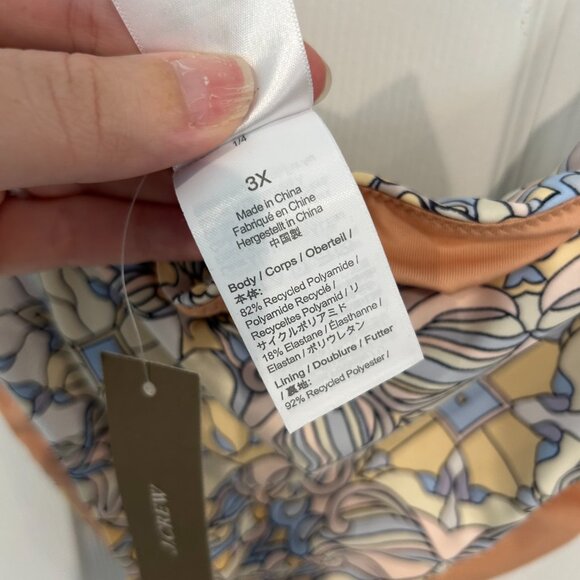 1/4
3X
Made in China
Fabriqué en Chine
Hergestellt in China
中国製
Body / Corps / Oberteil /
本体:
82% Recycled Polyamide /
Polyamide Recyclé /
Recyceltes Polyamid / リ
サイクルポリアミド
18% Elastane / Élasthanne /
Elastan / ポリウレタン
Lining / Doublure / Futter
/ 裏地:
92% Recycled Polyester /
J.CREW